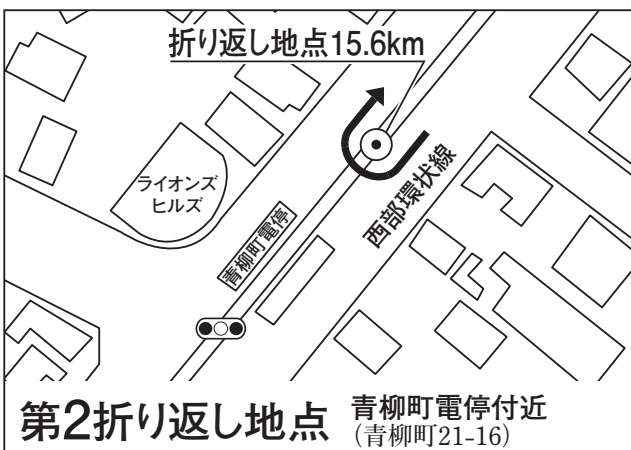 折り返し地点15.6km
ライオンズ
ヒルズ
青柳町電停
西部環状線
第2折り返し地点
青柳町電停付近
(青柳町21-16)